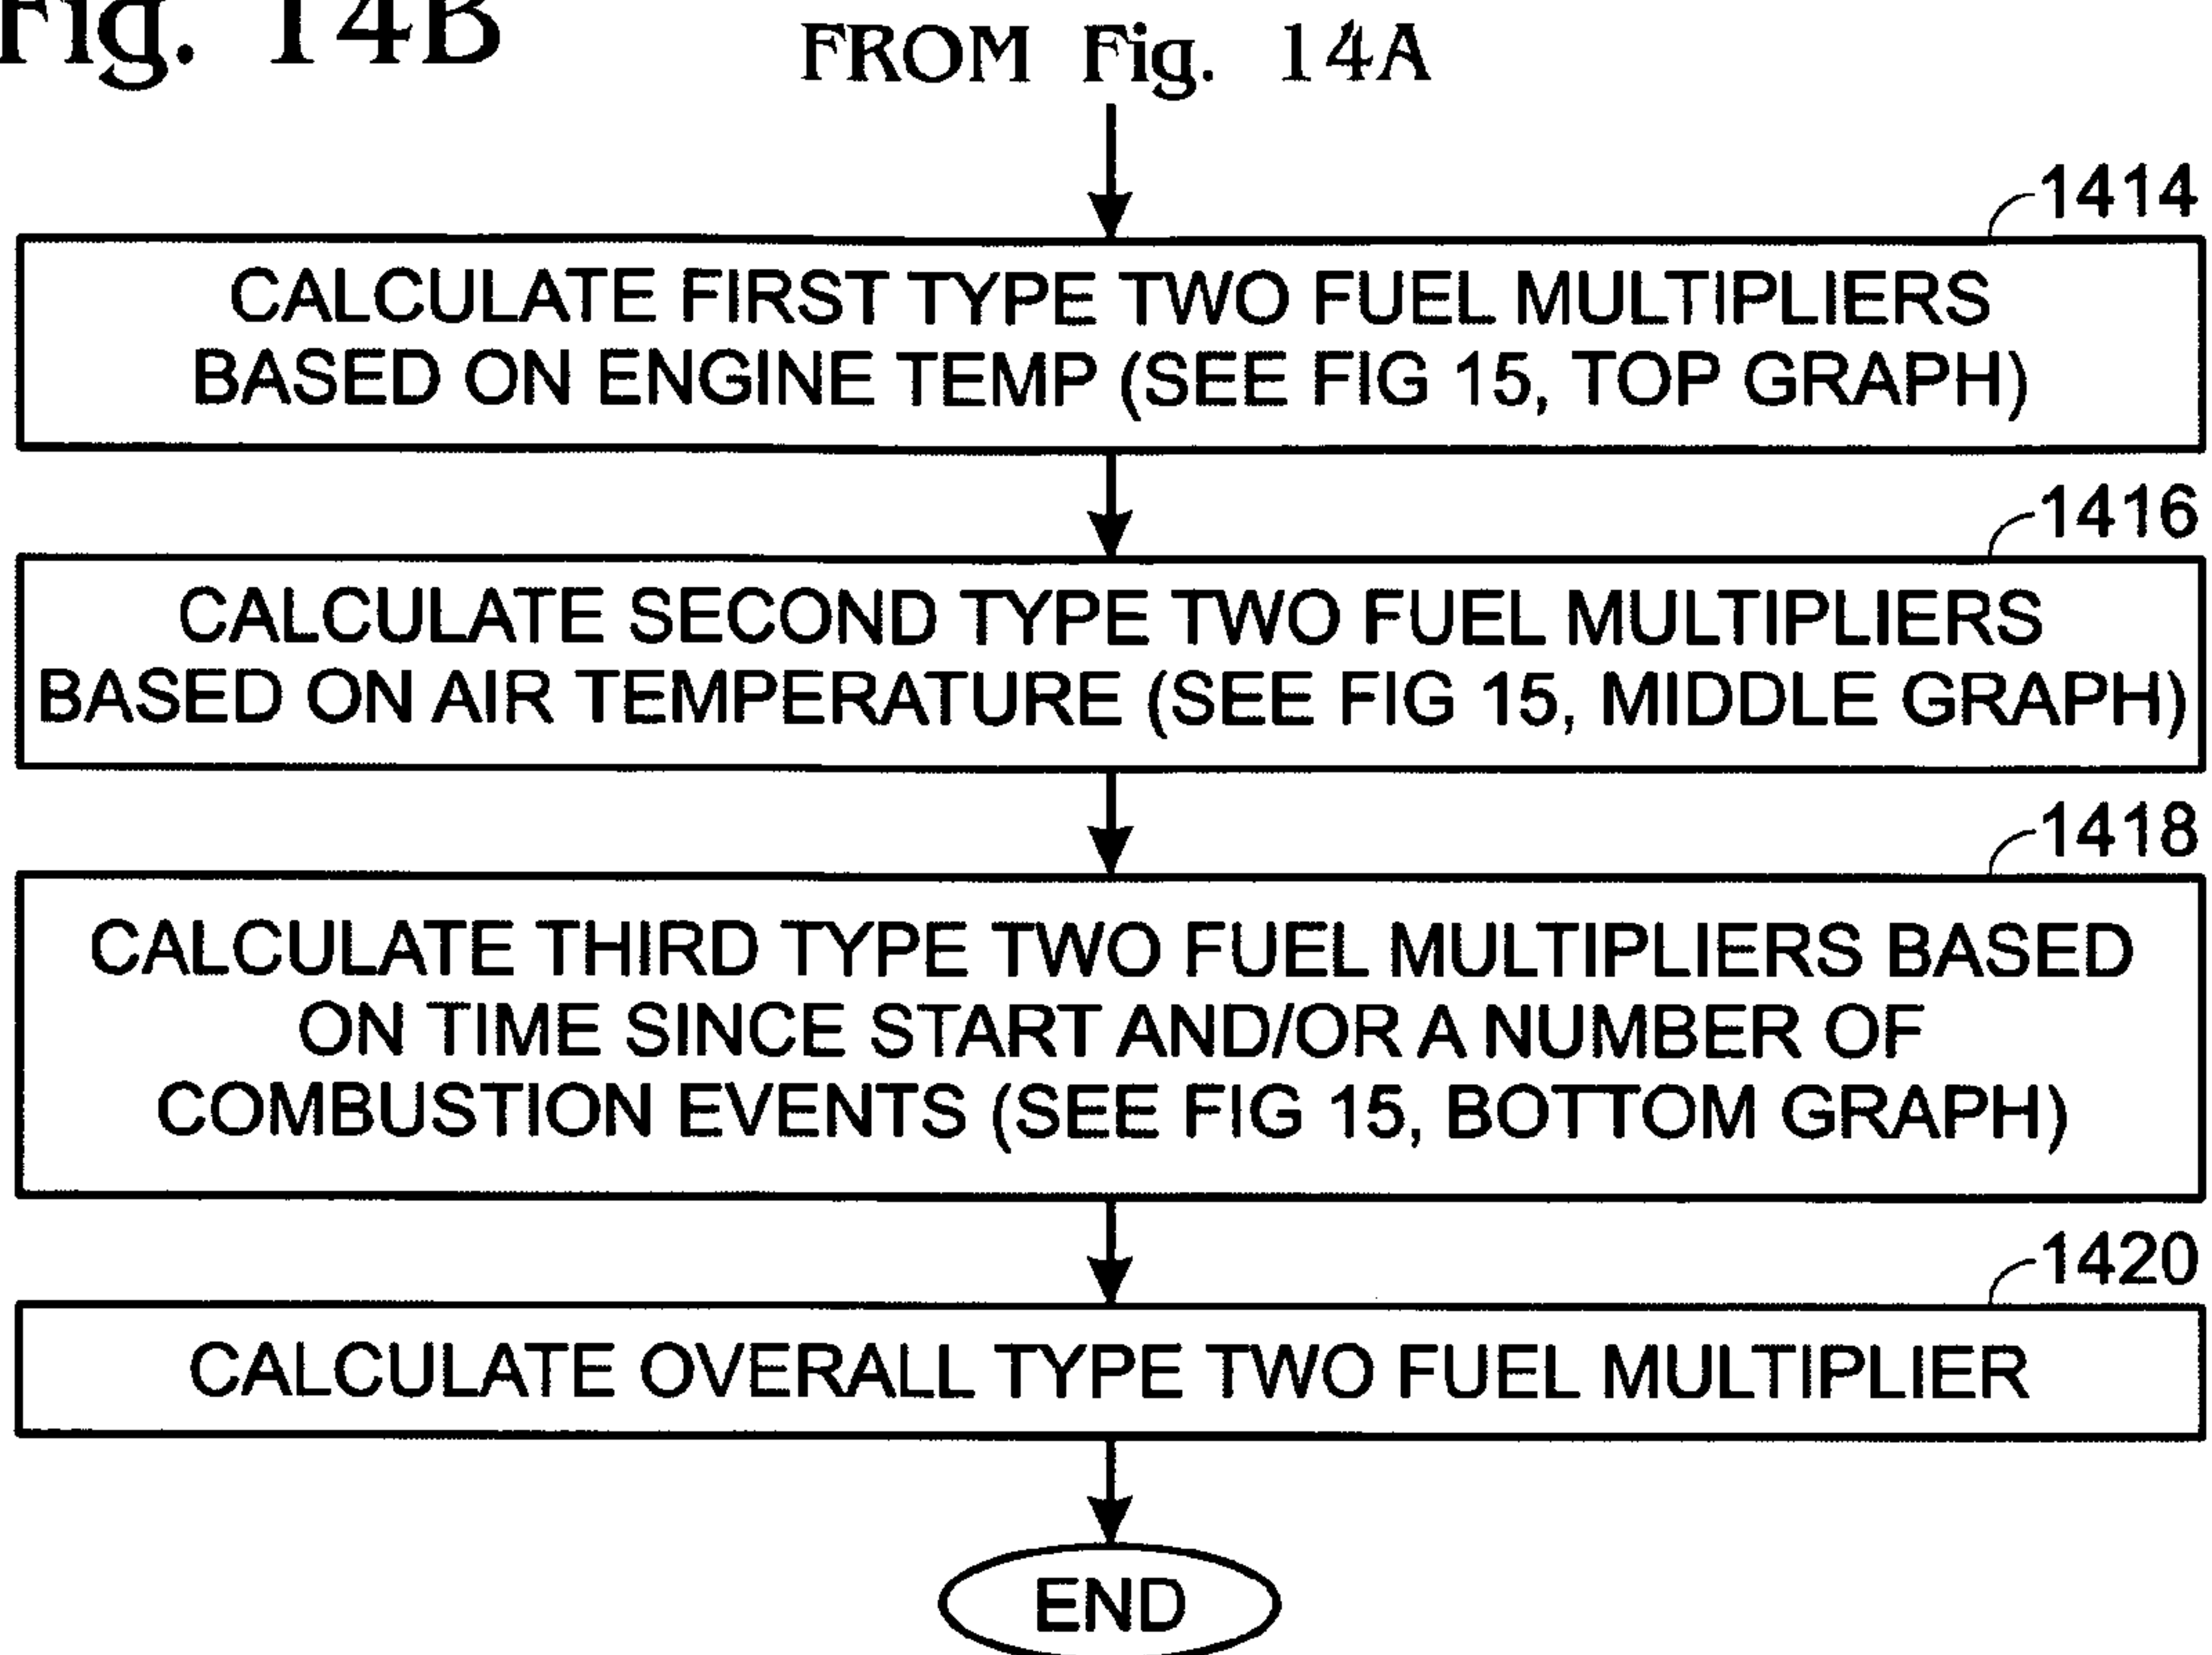 Fig. 14B
FROM Fig. 14A
1414
CALCULATE FIRST TYPE TWO FUEL MULTIPLIERS
BASED ON ENGINE TEMP (SEE FIG 15, TOP GRAPH)
1416
CALCULATE SECOND TYPE TWO FUEL MULTIPLIERS
BASED ON AIR TEMPERATURE (SEE FIG 15, MIDDLE GRAPH)
1418
CALCULATE THIRD TYPE TWO FUEL MULTIPLIERS BASED
ON TIME SINCE START AND/OR A NUMBER OF
COMBUSTION EVENTS (SEE FIG 15, BOTTOM GRAPH)
1420
CALCULATE OVERALL TYPE TWO FUEL MULTIPLIER
END